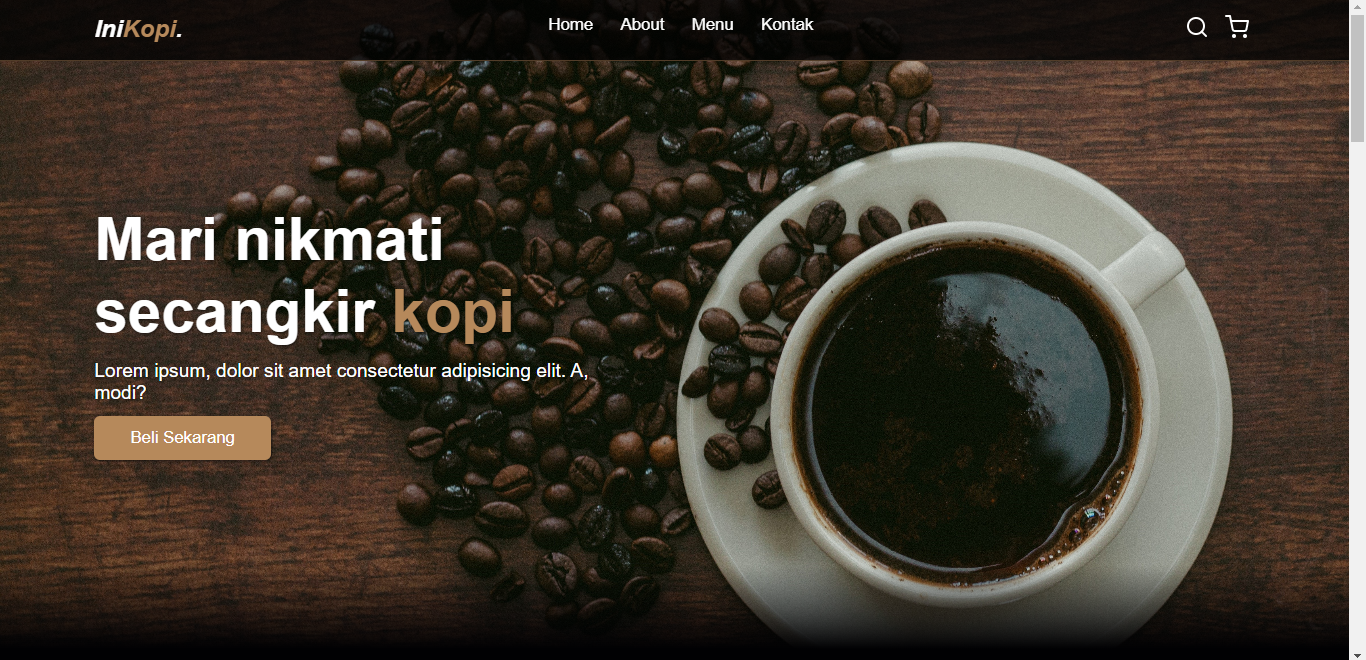 IniKopi.
Home About Menu Kontak
Mari nikmati
secangkir kopi
Lorem ipsum, dolor sit amet consectetur adipisicing elit. A,
modi?
Beli Sekarang